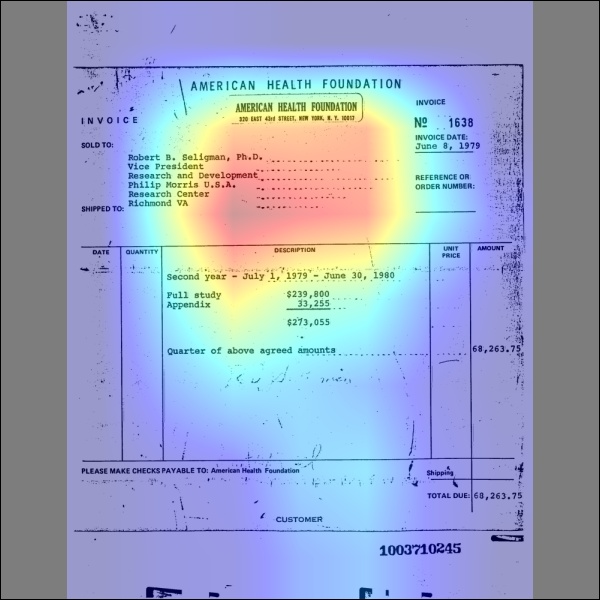 AMERICAN HEALTH FOUNDATION
AMERICAN HEALTH FOUNDATION
320 EAST 43rd STREET, NEW YORK, N. Y. 10017
INVOICE
INVOICE
Nº 1638
INVOICE DATE:
June 8, 1979
SOLD TO:
Robert B. Seligman, Ph.D.
Vice President
Research and Development
Philip Morris U.S.A.
Research Center
Richmond VA
REFERENCE OR
ORDER NUMBER:
SHIPPED TO:
DATE QUANTITY DESCRIPTION UNIT PRICE AMOUNT
Second year - July 1, 1979 - June 30, 1980
Full study $239,800
Appendix 33,255
$273,055
Quarter of above agreed amounts 68,263.75
PLEASE MAKE CHECKS PAYABLE TO: American Health Foundation
Shipping
TOTAL DUE: 68,263.75
CUSTOMER
1003710245